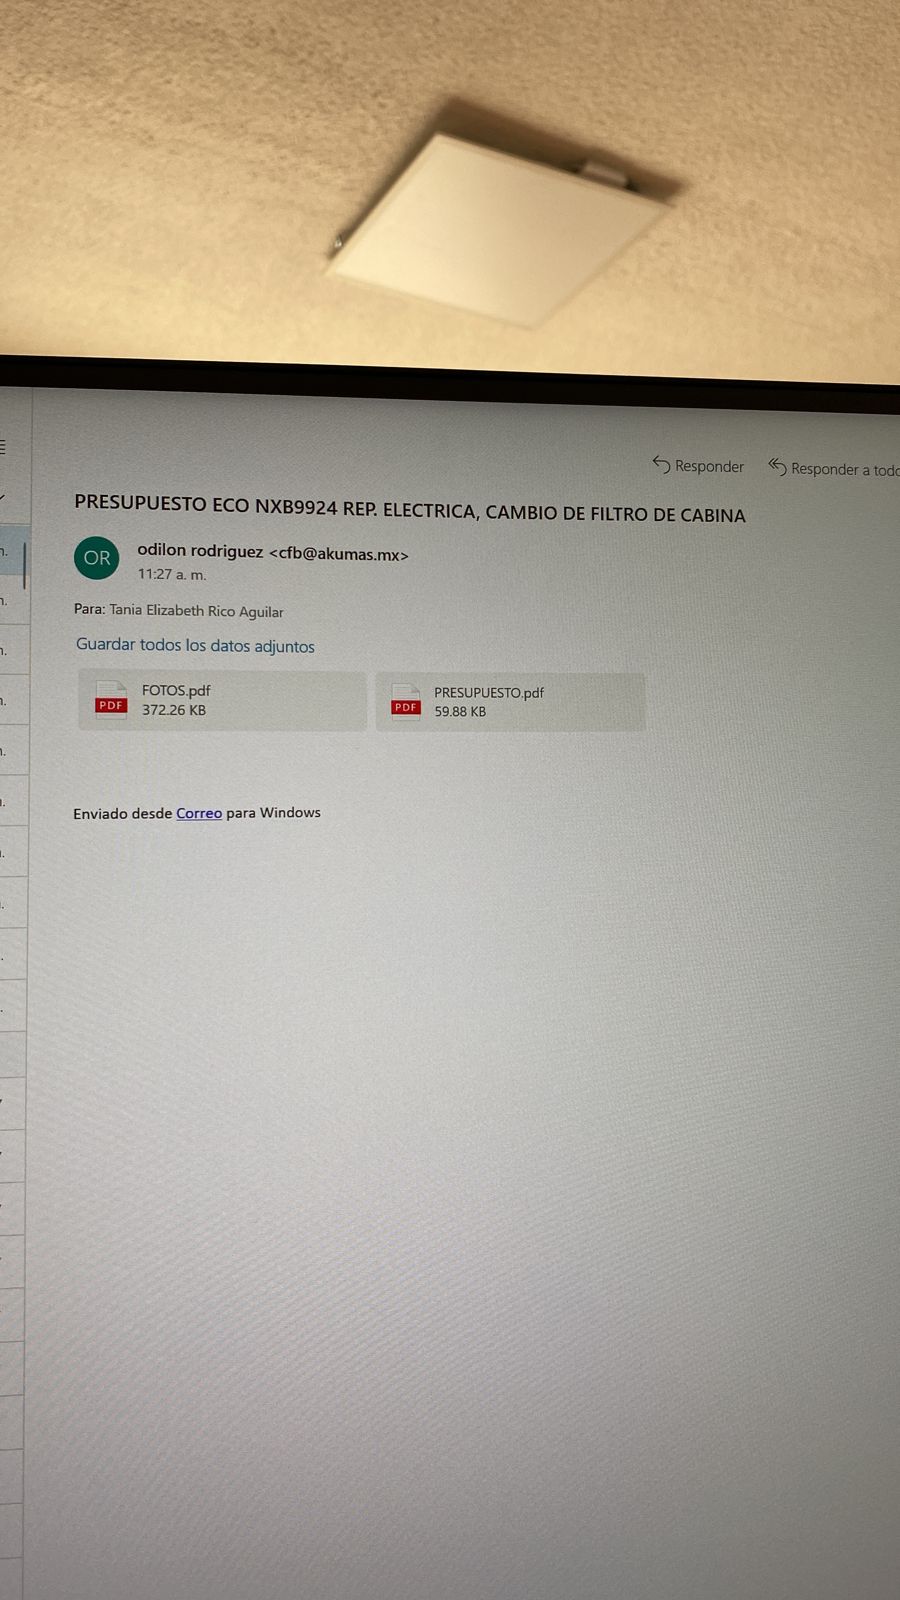 Responder
Responder a todo
PRESUPUESTO ECO NXB9924 REP. ELECTRICA, CAMBIO DE FILTRO DE CABINA
OR
odilon rodriguez <cfb@akumas.mx>
11:27 a. m.
Para: Tania Elizabeth Rico Aguilar
Guardar todos los datos adjuntos
PDF
FOTOS.pdf
372.26 KB
PDF
PRESUPUESTO.pdf
59.88 KB
Enviado desde Correo para Windows